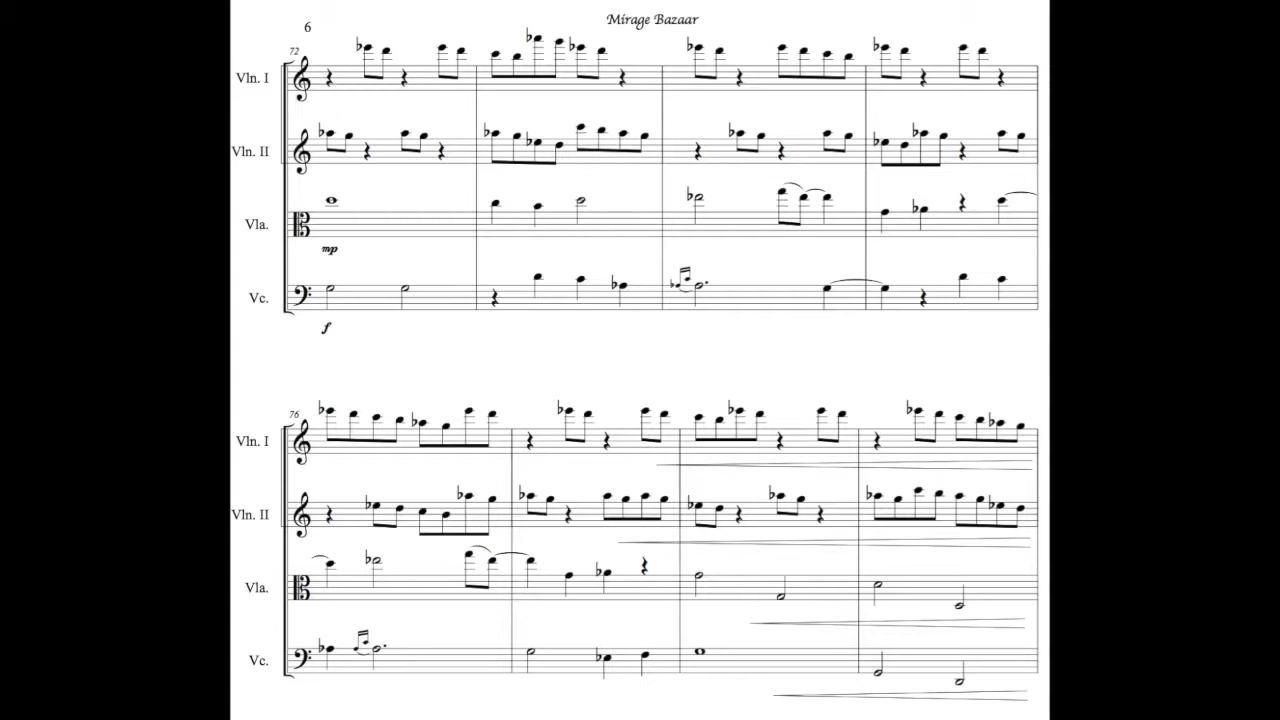 Mirage Bazaar
6
72
Vln. I
Vln. II
Vla.
mp
Vc.
f
76
Vln. I
Vln. II
Vla.
Vc.